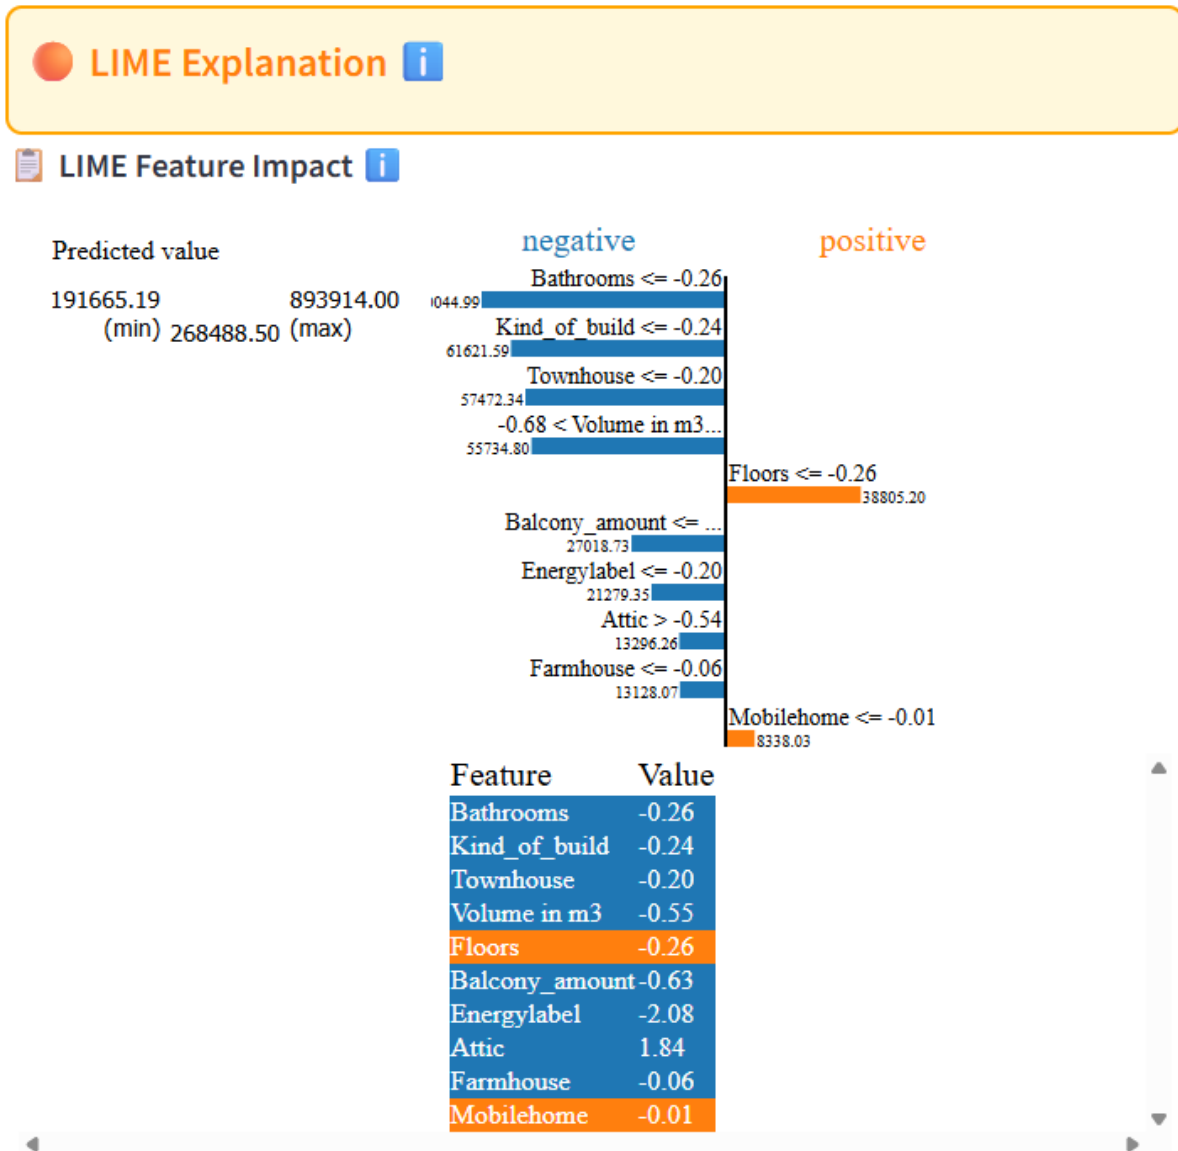 LIME Explanation
LIME Feature Impact
Predicted value
191665.19
(min)
268488.50
893914.00
(max)
negative positive
Bathrooms <= -0.26
044.99
Kind_of_build <= -0.24
61621.59
Townhouse <= -0.20
57472.34
-0.68 < Volume in m3...
55734.80
Floors <= -0.26
38805.20
Balcony_amount <= ...
27018.73
Energylabel <= -0.20
21279.35
Attic > -0.54
13296.26
Farmhouse <= -0.06
13128.07
Mobilehome <= -0.01
8338.03
Feature Value
Bathrooms -0.26
Kind_of_build -0.24
Townhouse -0.20
Volume in m3 -0.55
Floors -0.26
Balcony_amount -0.63
Energylabel -2.08
Attic 1.84
Farmhouse -0.06
Mobilehome -0.01